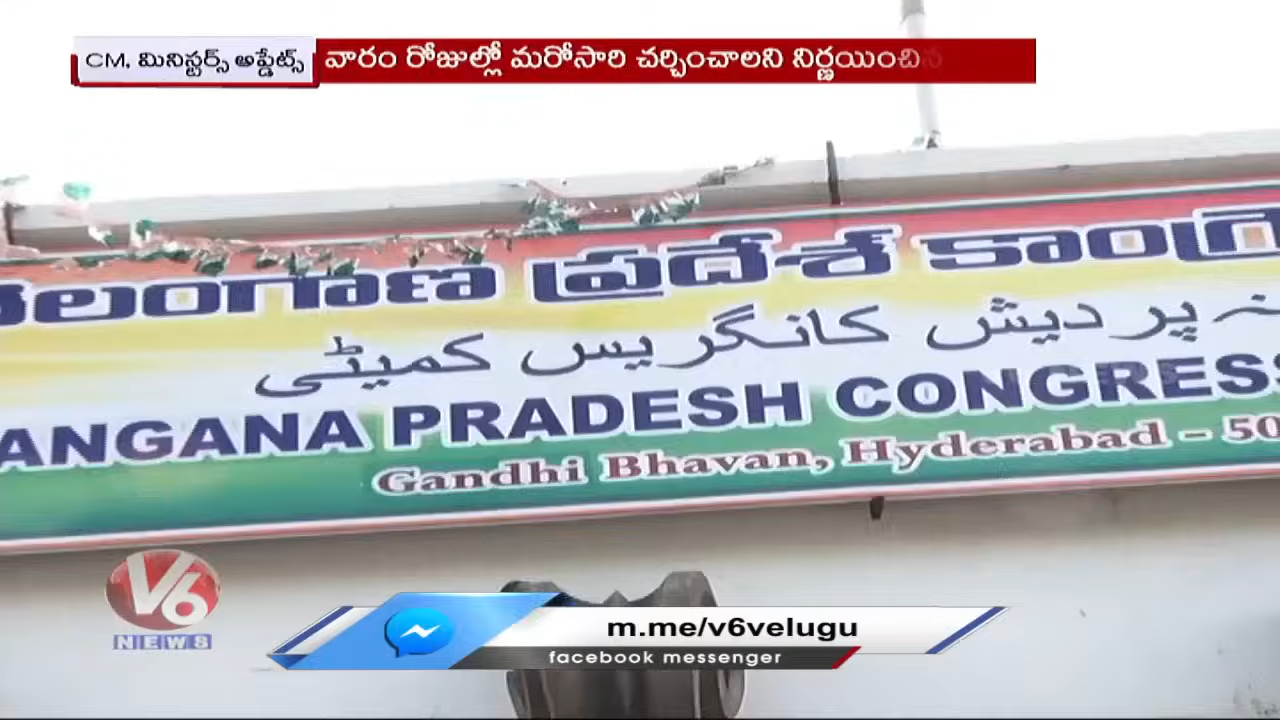 CM, మినిస్టర్స్ అప్డేట్స్ వారం రోజుల్లో మరోసారి చర్చించాలని నిర్ణయించిన
తెలంగాణ ప్రదేశ్ కాంగ్రె
پردیش کانگریس کمیٹی
ANGANA PRADESH CONGRESS
Gandhi Bhavan, Hyderabad - 50
V6
NEWS
m.me/v6velugu
facebook messenger